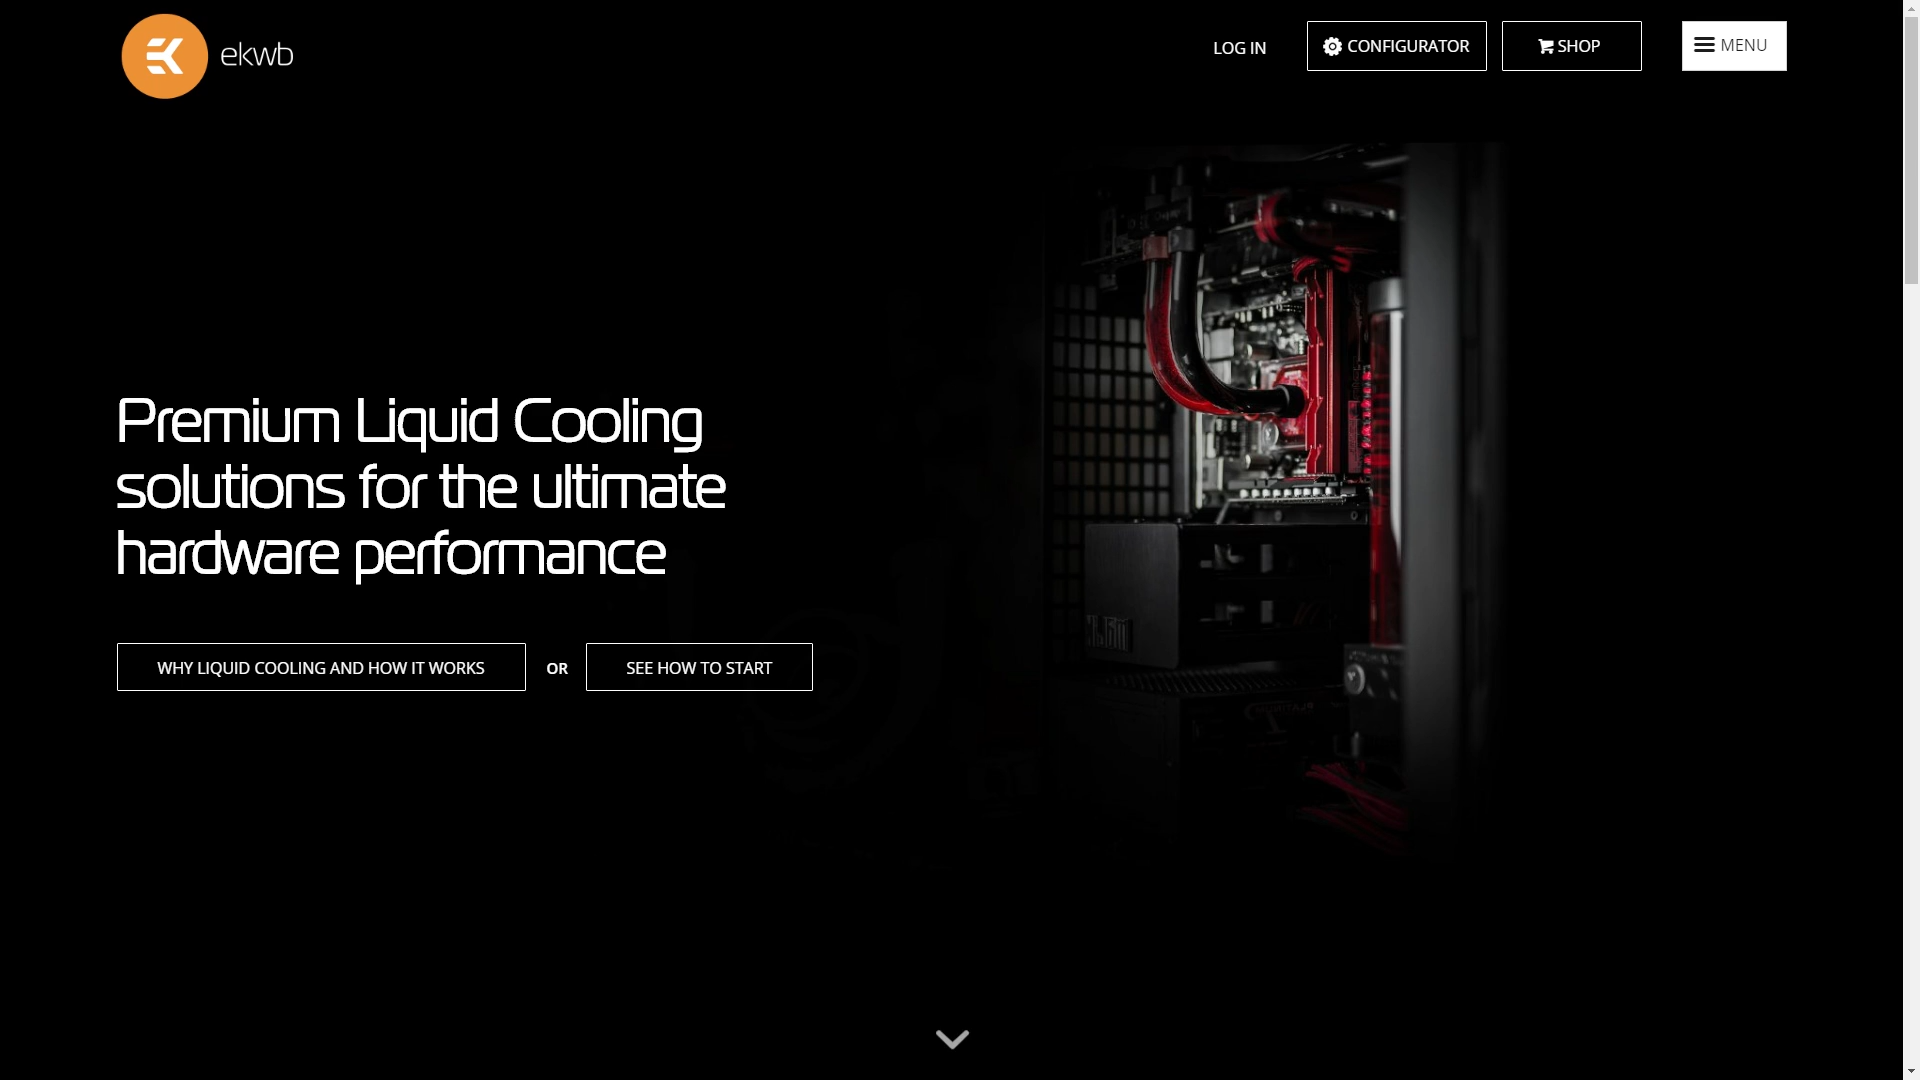 ekwb
LOG IN
CONFIGURATOR
SHOP
MENU
Premium Liquid Cooling
solutions for the ultimate
hardware performance
WHY LIQUID COOLING AND HOW IT WORKS
OR
SEE HOW TO START